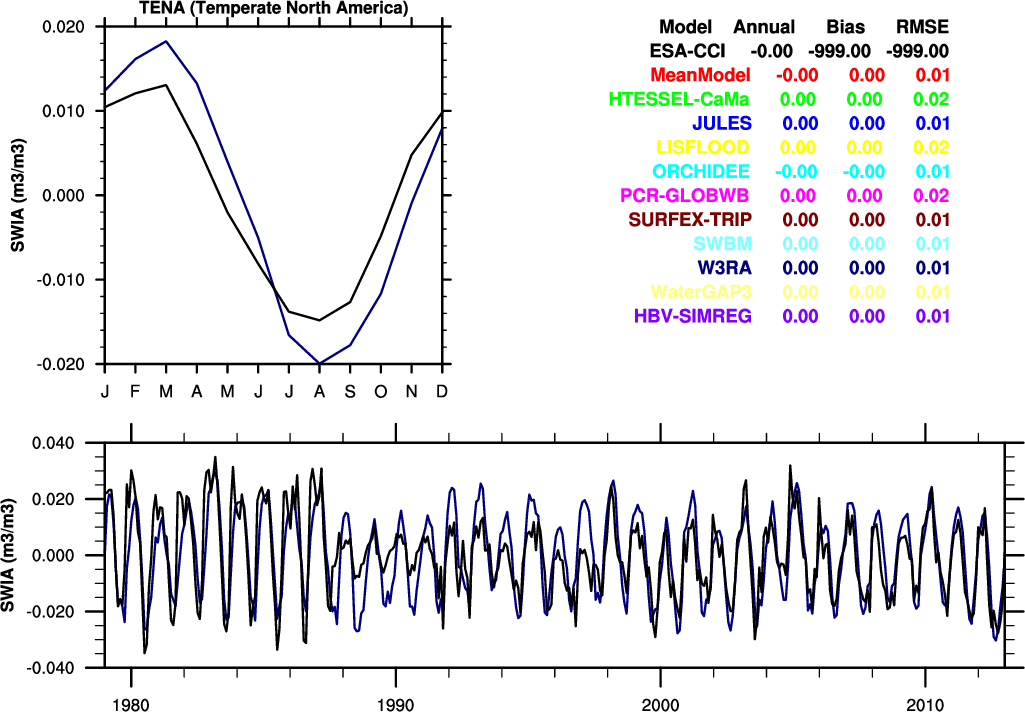 TENA (Temperate North America)
0.020
0.010
0.000
-0.010
-0.020
SWIA (m3/m3)
J F M A M J J A S O N D
Model Annual Bias RMSE
ESA-CCI -0.00 -999.00 -999.00
MeanModel -0.00 0.00 0.01
HTESSEL-CaMa 0.00 0.00 0.02
JULES 0.00 0.00 0.01
LISFLOOD 0.00 0.00 0.02
ORCHIDEE -0.00 -0.00 0.01
PCR-GLOBWB 0.00 0.00 0.02
SURFEX-TRIP 0.00 0.00 0.01
SWBM 0.00 0.00 0.01
W3RA 0.00 0.00 0.01
WaterGAP3 0.00 0.00 0.01
HBV-SIMREG 0.00 0.00 0.01
0.040
0.020
0.000
-0.020
-0.040
SWIA (m3/m3)
1980 1990 2000 2010